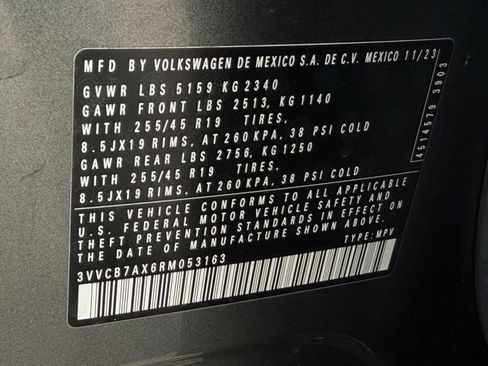 MFD BY VOLKSWAGEN DE MEXICO S.A. DE C.V. MEXICO 11/23
GVWR LBS 5159 KG 2340
GAWR FRONT LBS 2513, KG 1140
WITH 255/45 R19 TIRES,
8.5JX19 RIMS, AT 260 KPA, 38 PSI COLD
GAWR REAR LBS 2756, KG 1250
WITH 255/45 R19 TIRES,
8.5JX19 RIMS, AT 260 KPA, 38 PSI COLD
THIS VEHICLE CONFORMS TO ALL APPLICABLE
U.S. FEDERAL MOTOR VEHICLE SAFETY AND
THEFT PREVENTION STANDARDS IN EFFECT ON
THE DATE OF MANUFACTURE SHOWN ABOVE.
3VVCB7AX6RM053163 TYPE: MPV
4514579 3903